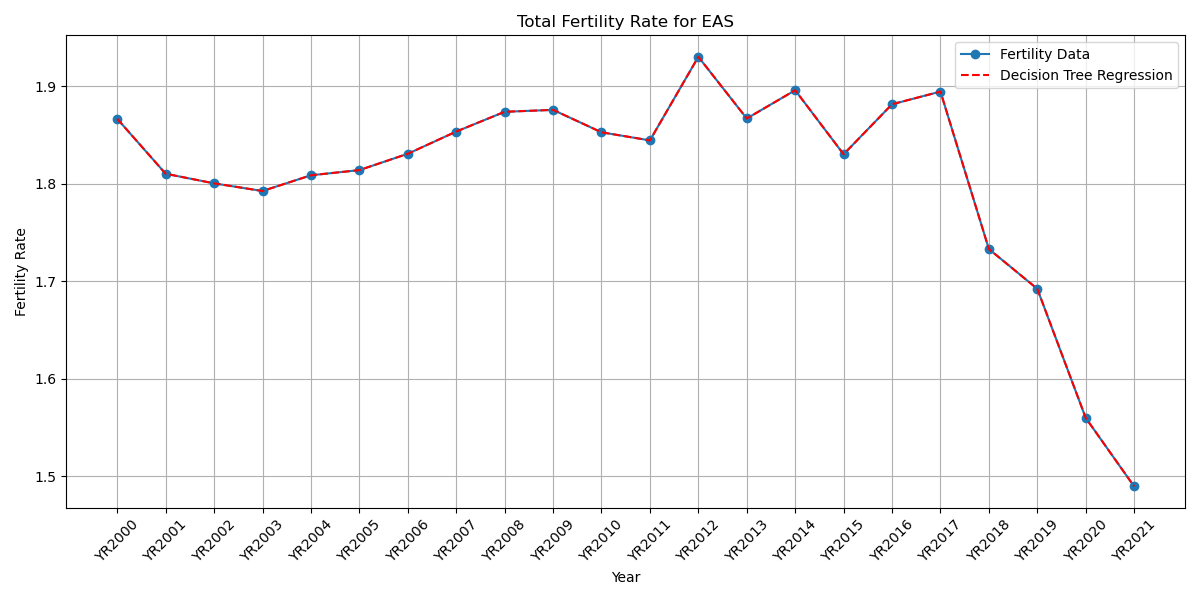 Total Fertility Rate for EAS
Fertility Data
Decision Tree Regression
Fertility Rate
1.9
1.8
1.7
1.6
1.5
YR2000
YR2001
YR2002
YR2003
YR2004
YR2005
YR2006
YR2007
YR2008
YR2009
YR2010
YR2011
YR2012
YR2013
YR2014
YR2015
YR2016
YR2017
YR2018
YR2019
YR2020
YR2021
Year